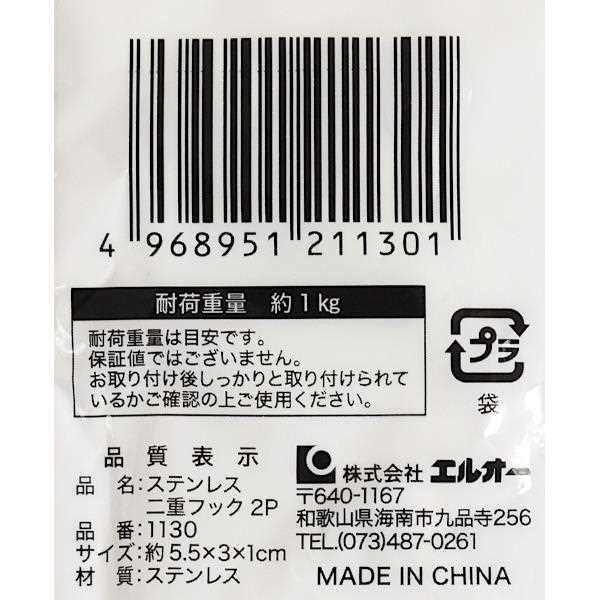 4 968951 211301
耐荷重量 約1kg
耐荷重量は目安です。
保証値ではございません。
お取り付け後しっかりと取り付けられて
いるかご確認の上ご使用ください。
プラ
袋
品質表示
品 名:ステンレス
二重フック 2P
品 番:1130
サイズ:約5.5×3×1cm
材 質:ステンレス
株式会社 エルオー
〒640-1167
和歌山県海南市九品寺256
TEL.(073)487-0261
MADE IN CHINA